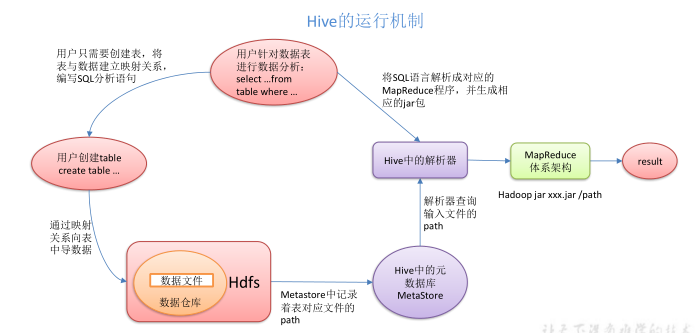 Hive的运行机制
用户只需要创建表，将
表与数据建立映射关系，
编写SQL分析语句
用户针对数据表
进行数据分析：
select ...from
table where ...
将SQL语言解析成对应的
MapReduce程序，并生成相
应的jar包
用户创建table
create table ...
Hive中的解析器
MapReduce
体系架构
result
Hadoop jar xxx.jar /path
通过映射
关系向表
中导数据
解析器查询
输入文件的
path
数据文件
数据仓库
Hdfs
Metastore中记录
着表对应文件的
path
Hive中的元
数据库
MetaStore